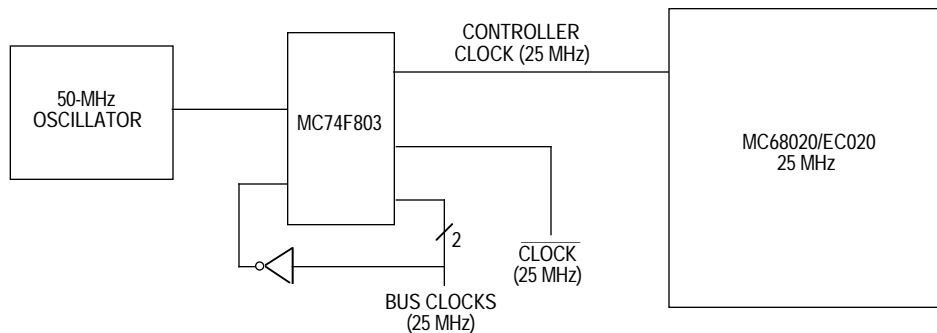 50-MHz
OSCILLATOR
MC74F803
CONTROLLER
CLOCK (25 MHz)
MC68020/EC020
25 MHz
2
CLOCK
(25 MHz)
BUS CLOCKS
(25 MHz)